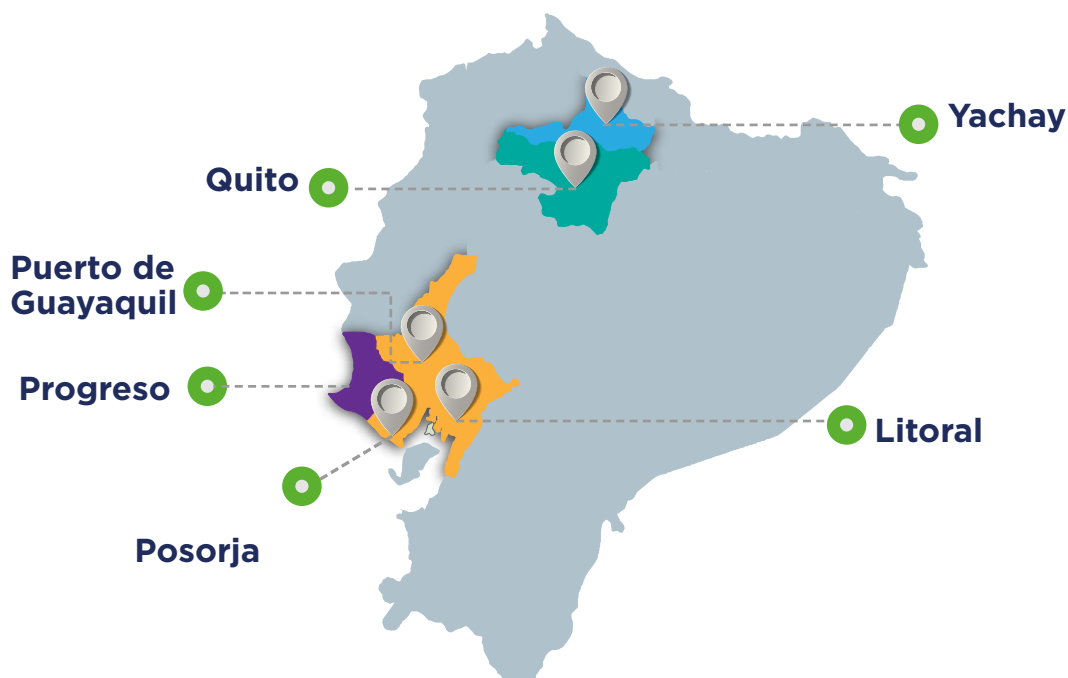 Yachay
Quito
Puerto de
Guayaquil
Progreso
Litoral
Posorja